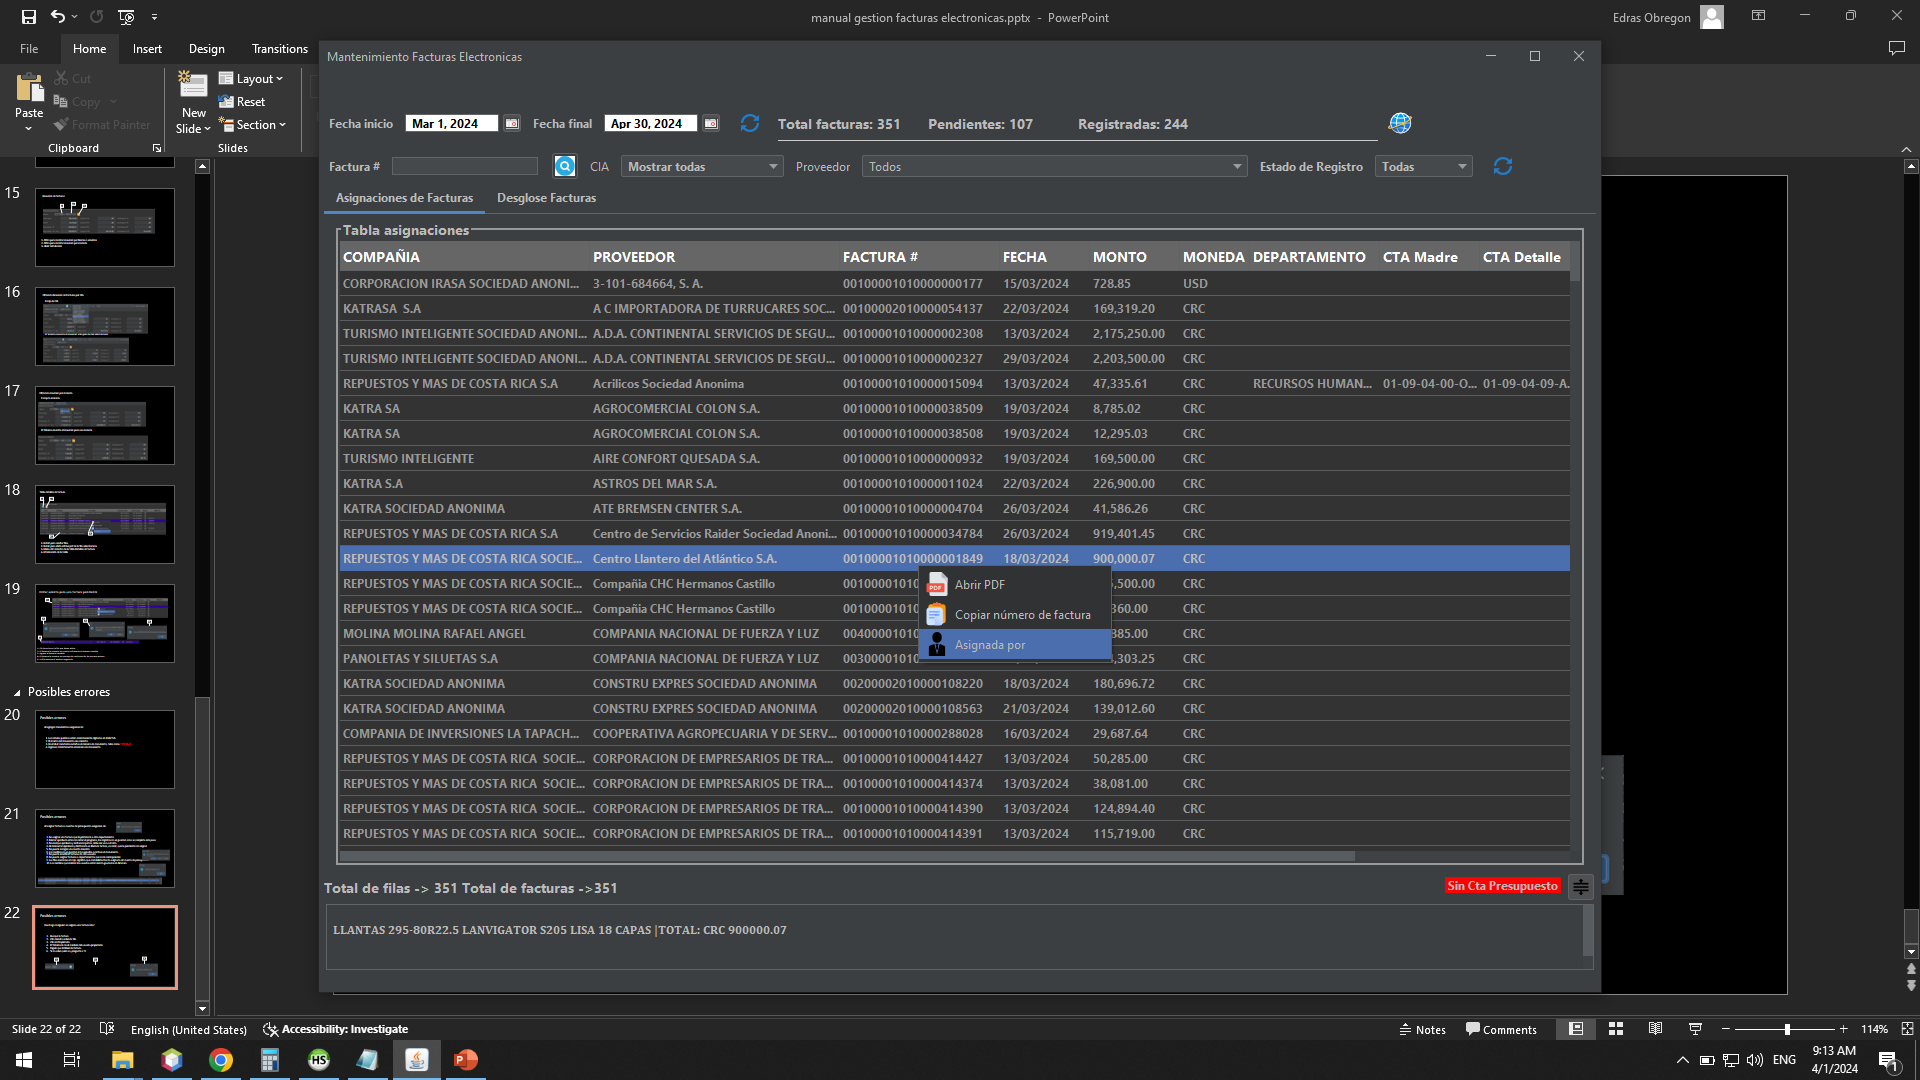 manual gestion facturas electronicas.pptx - PowerPoint
Edras Obregon
File
Home
Insert
Design
Transitions
Paste
Cut
Copy
Format Painter
Clipboard
New Slide
Layout
Reset
Section
Slides
15
16
17
18
19
Posibles errores
20
21
22
Mantenimiento Facturas Electronicas
Fecha inicio Mar 1, 2024 Fecha final Apr 30, 2024 Total facturas: 351 Pendientes: 107 Registradas: 244
Factura # CIA Mostrar todas Proveedor Todos Estado de Registro Todas
Asignaciones de Facturas Desglose Facturas
Tabla asignaciones
COMPAÑIA PROVEEDOR FACTURA # FECHA MONTO MONEDA DEPARTAMENTO CTA Madre CTA Detalle
CORPORACION IRASA SOCIEDAD ANONI... 3-101-684664, S. A. 00100001010000000177 15/03/2024 728.85 USD
KATRASA S.A A C IMPORTADORA DE TURRUCARES SOC... 00100002010000054137 22/03/2024 169,319.20 CRC
TURISMO INTELIGENTE SOCIEDAD ANONI... A.D.A. CONTINENTAL SERVICIOS DE SEGU... 00100001010000002308 13/03/2024 2,175,250.00 CRC
TURISMO INTELIGENTE SOCIEDAD ANONI... A.D.A. CONTINENTAL SERVICIOS DE SEGU... 00100001010000002327 29/03/2024 2,203,500.00 CRC
REPUESTOS Y MAS DE COSTA RICA S.A Acrilicos Sociedad Anonima 00100001010000015094 13/03/2024 47,335.61 CRC RECURSOS HUMAN... 01-09-04-00-O... 01-09-04-09-A.
KATRA SA AGROCOMERCIAL COLON S.A. 00100001010000038509 19/03/2024 8,785.02 CRC
KATRA SA AGROCOMERCIAL COLON S.A. 00100001010000038508 19/03/2024 12,295.03 CRC
TURISMO INTELIGENTE AIRE CONFORT QUESADA S.A. 00100001010000000932 19/03/2024 169,500.00 CRC
KATRA S.A ASTROS DEL MAR S.A. 00100001010000011024 22/03/2024 226,900.00 CRC
KATRA SOCIEDAD ANONIMA ATE BREMSEN CENTER S.A. 00100001010000004704 26/03/2024 41,586.26 CRC
REPUESTOS Y MAS DE COSTA RICA S.A Centro de Servicios Raider Sociedad Anoni... 00100001010000034784 26/03/2024 919,401.45 CRC
REPUESTOS Y MAS DE COSTA RICA SOCIE... Centro Llantero del Atlántico S.A. 00100001010000001849 18/03/2024 900,000.07 CRC
REPUESTOS Y MAS DE COSTA RICA SOCIE... Compañia CHC Hermanos Castillo 0010000101 ,500.00 CRC
REPUESTOS Y MAS DE COSTA RICA SOCIE... Compañia CHC Hermanos Castillo 0010000101 360.00 CRC
MOLINA MOLINA RAFAEL ANGEL COMPANIA NACIONAL DE FUERZA Y LUZ 0040000101 385.00 CRC
PANOLETAS Y SILUETAS S.A COMPANIA NACIONAL DE FUERZA Y LUZ 0030000101 ,303.25 CRC
Abrir PDF
Copiar número de factura
Asignada por
KATRA SOCIEDAD ANONIMA CONSTRU EXPRES SOCIEDAD ANONIMA 00200002010000108220 18/03/2024 180,696.72 CRC
KATRA SOCIEDAD ANONIMA CONSTRU EXPRES SOCIEDAD ANONIMA 00200002010000108563 21/03/2024 139,012.60 CRC
COMPANIA DE INVERSIONES LA TAPACH... COOPERATIVA AGROPECUARIA Y DE SERV... 00100001010000288028 16/03/2024 29,687.64 CRC
REPUESTOS Y MAS DE COSTA RICA SOCIE... CORPORACION DE EMPRESARIOS DE TRA... 00100001010000414427 13/03/2024 50,285.00 CRC
REPUESTOS Y MAS DE COSTA RICA SOCIE... CORPORACION DE EMPRESARIOS DE TRA... 00100001010000414374 13/03/2024 38,081.00 CRC
REPUESTOS Y MAS DE COSTA RICA SOCIE... CORPORACION DE EMPRESARIOS DE TRA... 00100001010000414390 13/03/2024 124,894.40 CRC
REPUESTOS Y MAS DE COSTA RICA SOCIE... CORPORACION DE EMPRESARIOS DE TRA... 00100001010000414391 13/03/2024 115,719.00 CRC
Total de filas -> 351 Total de facturas ->351
Sin Cta Presupuesto
LLANTAS 295-80R22.5 LANVIGATOR S205 LISA 18 CAPAS |TOTAL: CRC 900000.07
Slide 22 of 22 English (United States) Accessibility: Investigate Notes Comments 114%
ENG 9:13 AM
4/1/2024